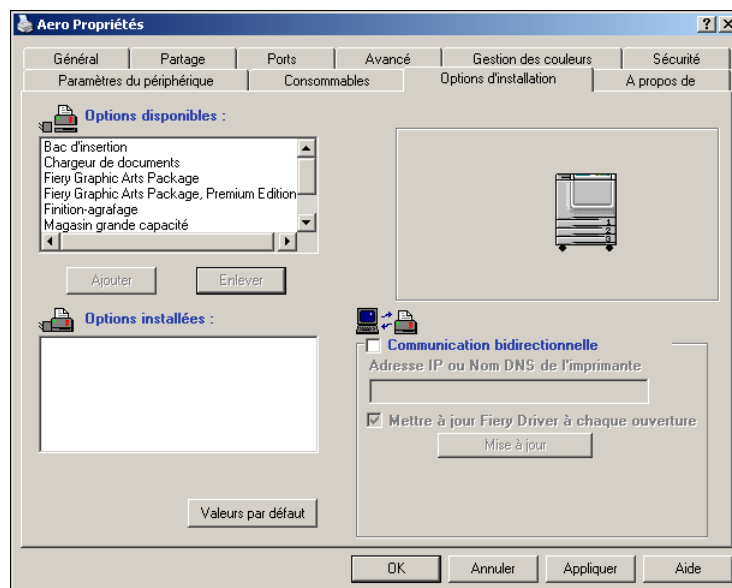 Aero Propriétés
Général
Partage
Ports
Avancé
Gestion des couleurs
Sécurité
Paramètres du périphérique
Consommables
Options d'installation
A propos de
Options disponibles :
Bac d'insertion
Chargeur de documents
Fiery Graphic Arts Package
Fiery Graphic Arts Package, Premium Edition
Finition-agrafage
Magasin grande capacité
Ajouter
Enlever
1
2
3
Options installées :
Valeurs par défaut
Communication bidirectionnelle
Adresse IP ou Nom DNS de l'imprimante
Mettre à jour Fiery Driver à chaque ouverture
Mise à jour
OK
Annuler
Appliquer
Aide